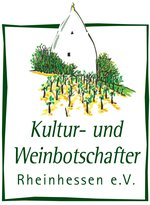 Kultur- und
Weinbotschafter
Rheinhessen e.V.